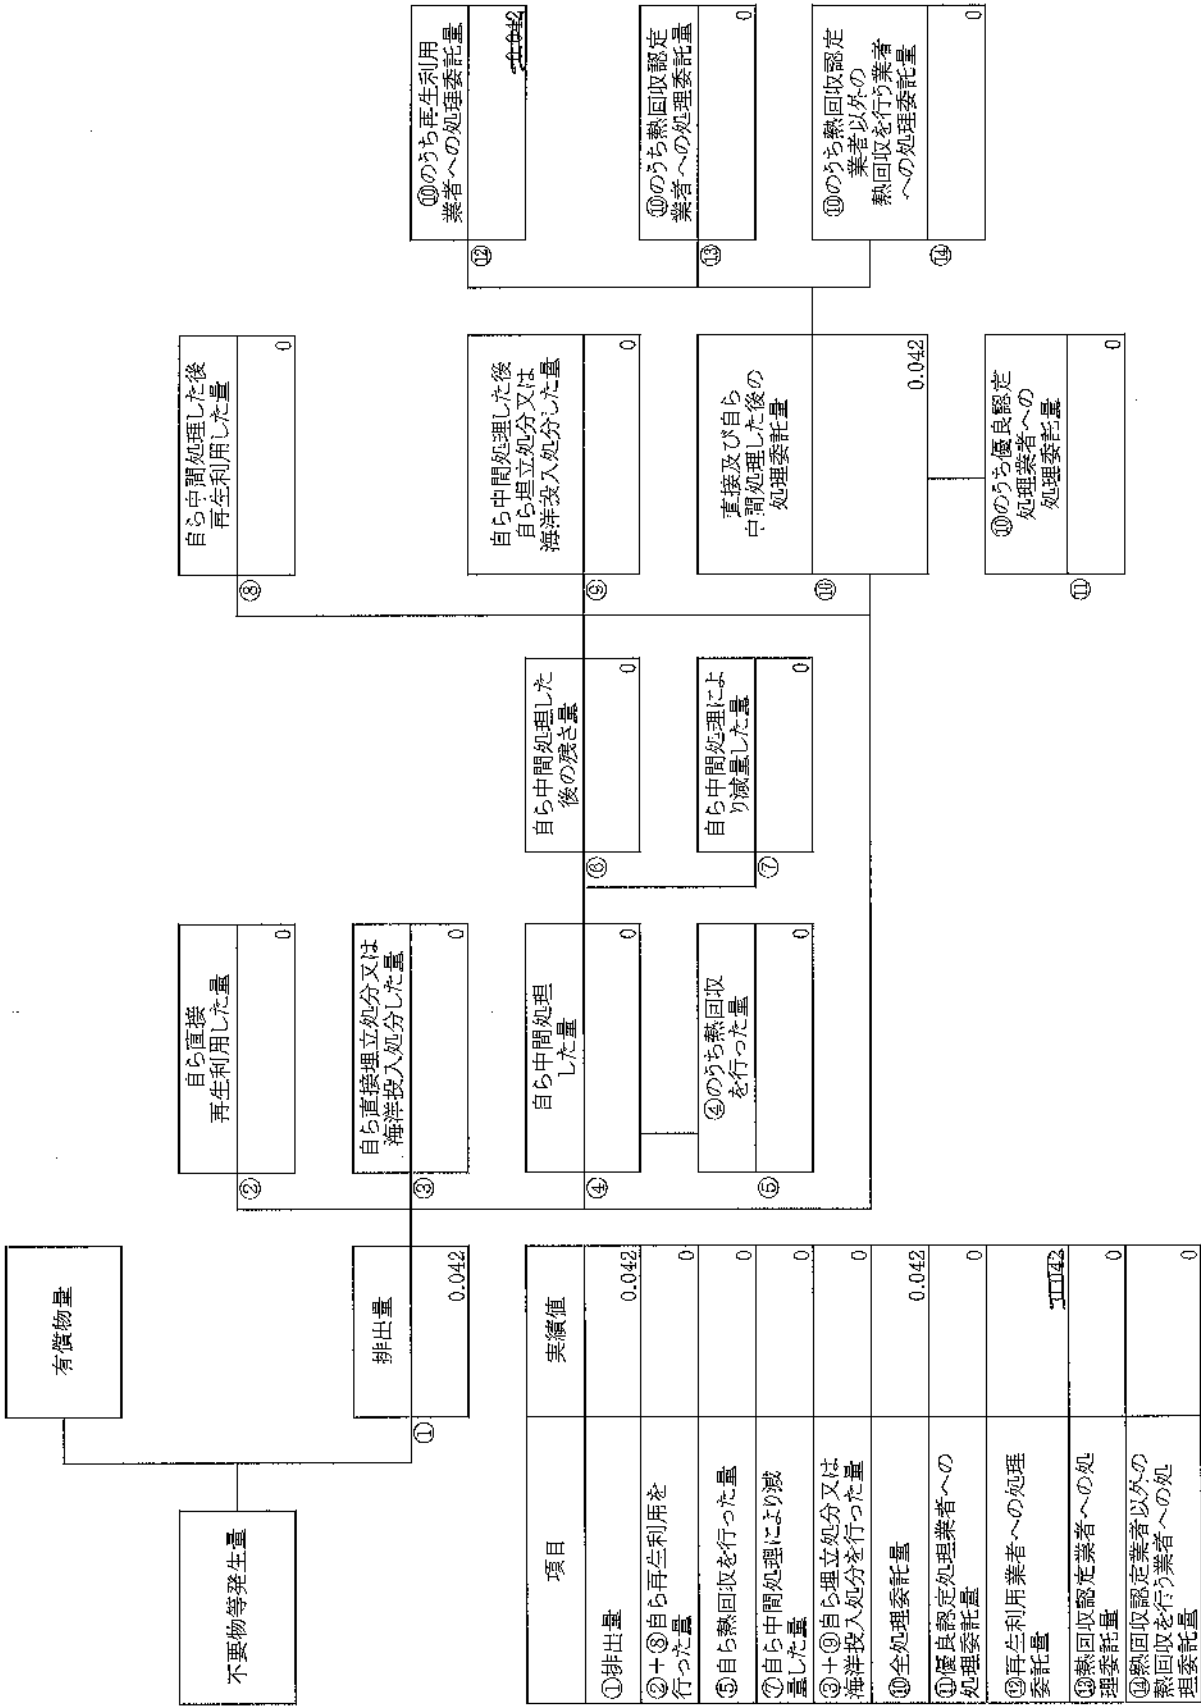 不要物等発生量
有償物量
①
排出量
0.042
②
自ら直接
再生利用した量
0
③
自ら直接埋立処分又は
海洋投入処分した量
0
④
自ら中間処理
した量
0
⑤
④のうち熱回収
を行った量
0
⑥
自ら中間処理した
後の残さ量
0
⑦
自ら中間処理によ
り減量した量
0
⑧
自ら中間処理した後
再生利用した量
0
⑨
自ら中間処理した後
自ら埋立処分又は
海洋投入処分した量
0
⑩
直接及び自ら
中間処理した後の
処理委託量
0.042
⑪
⑩のうち優良認定
処理業者への
処理委託量
0
⑫
⑩のうち再生利用
業者への処理委託量
0.042
⑬
⑩のうち熱回収認定
業者への処理委託量
0
⑭
⑩のうち熱回収認定
業者以外の
熱回収を行う業者
への処理委託量
0
項目 実績値
①排出量 0.042
②+⑧自ら再生利用を
行った量 0
⑤自ら熱回収を行った量 0
⑦自ら中間処理により減
量した量 0
③+⑨自ら埋立処分又は
海洋投入処分を行った量 0
⑩全処理委託量 0.042
⑪優良認定処理業者への
処理委託量 0
⑫再生利用業者への処理
委託量
⑬熱回収認定業者への処
理委託量 0
⑭熱回収認定業者以外の
熱回収を行う業者への処
理委託量 0